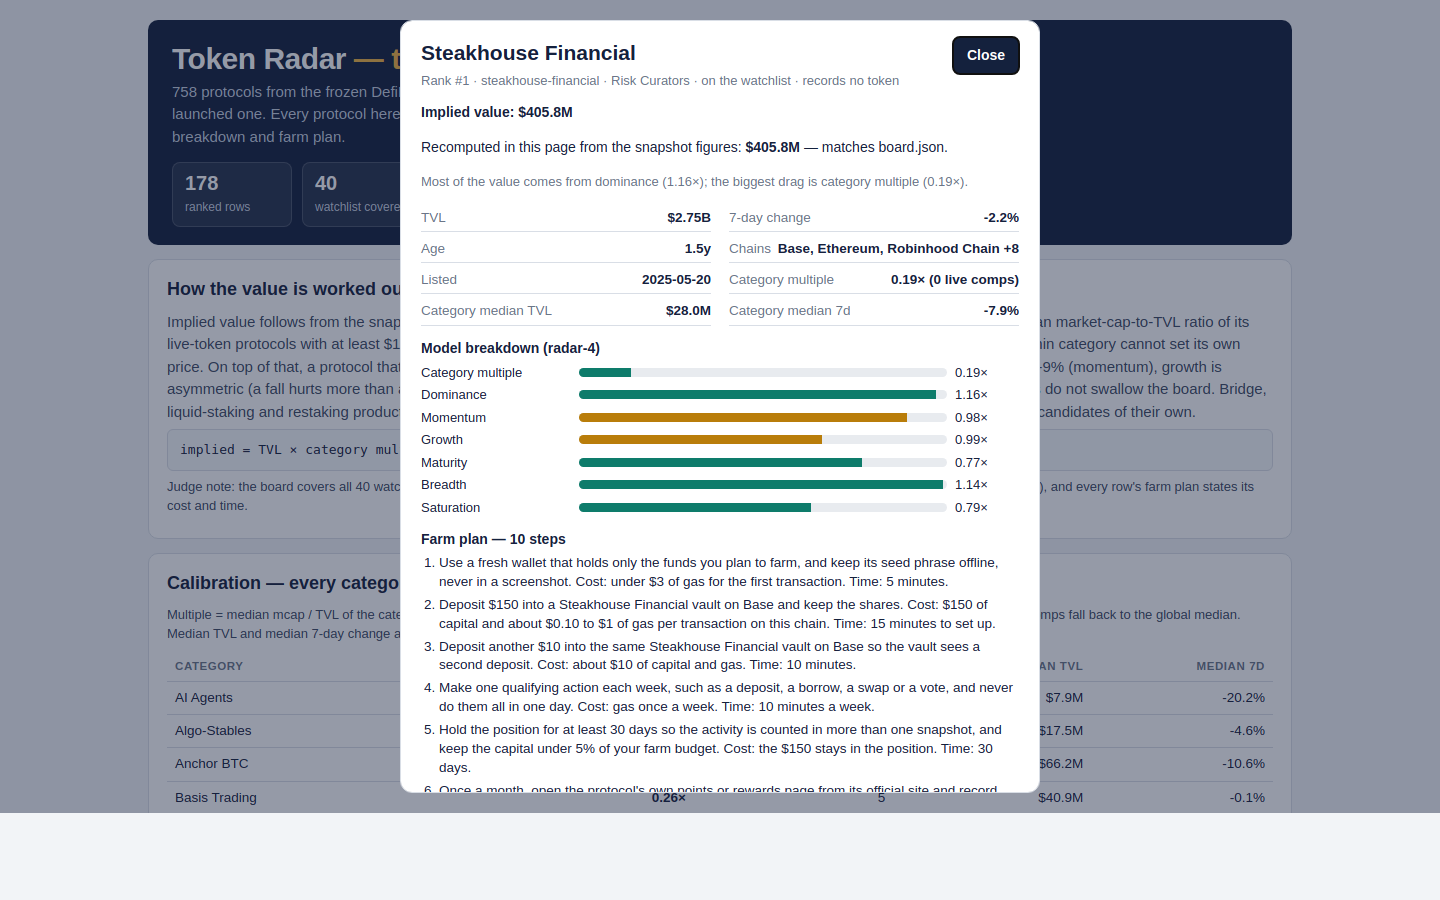 Token Radar — t
758 protocols from the frozen Defil
launched one. Every protocol here
breakdown and farm plan.
178
ranked rows
40
watchlist covere
Steakhouse Financial
Close
Rank #1 · steakhouse-financial · Risk Curators · on the watchlist · records no token
Implied value: $405.8M
Recomputed in this page from the snapshot figures: $405.8M — matches board.json.
Most of the value comes from dominance (1.16×); the biggest drag is category multiple (0.19×).
TVL $2.75B
7-day change -2.2%
Age 1.5y
Chains Base, Ethereum, Robinhood Chain +8
Listed 2025-05-20
Category multiple 0.19× (0 live comps)
Category median TVL $28.0M
Category median 7d -7.9%
Model breakdown (radar-4)
Category multiple 0.19×
Dominance 1.16×
Momentum 0.98×
Growth 0.99×
Maturity 0.77×
Breadth 1.14×
Saturation 0.79×
Farm plan — 10 steps
1. Use a fresh wallet that holds only the funds you plan to farm, and keep its seed phrase offline,
never in a screenshot. Cost: under $3 of gas for the first transaction. Time: 5 minutes.
2. Deposit $150 into a Steakhouse Financial vault on Base and keep the shares. Cost: $150 of
capital and about $0.10 to $1 of gas per transaction on this chain. Time: 15 minutes to set up.
3. Deposit another $10 into the same Steakhouse Financial vault on Base so the vault sees a
second deposit. Cost: about $10 of capital and gas. Time: 10 minutes.
4. Make one qualifying action each week, such as a deposit, a borrow, a swap or a vote, and never
do them all in one day. Cost: gas once a week. Time: 10 minutes a week.
5. Hold the position for at least 30 days so the activity is counted in more than one snapshot, and
keep the capital under 5% of your farm budget. Cost: the $150 stays in the position. Time: 30
days.
6. Once a month, open the protocol's own points or rewards page from its official site and record
How the value is worked ou
Implied value follows from the snap
an market-cap-to-TVL ratio of its
live-token protocols with at least $1
in category cannot set its own
price. On top of that, a protocol that
-9% (momentum), growth is
asymmetric (a fall hurts more than a
do not swallow the board. Bridge,
liquid-staking and restaking product
candidates of their own.
implied = TVL × category mul
Judge note: the board covers all 40 watc
), and every row's farm plan states its
cost and time.
Calibration — every catego
Multiple = median mcap / TVL of the cate
mps fall back to the global median.
Median TVL and median 7-day change a
CATEGORY
AN TVL
MEDIAN 7D
AI Agents
$7.9M
-20.2%
Algo-Stables
$17.5M
-4.6%
Anchor BTC
$66.2M
-10.6%
Basis Trading
0.26×
5
$40.9M
-0.1%